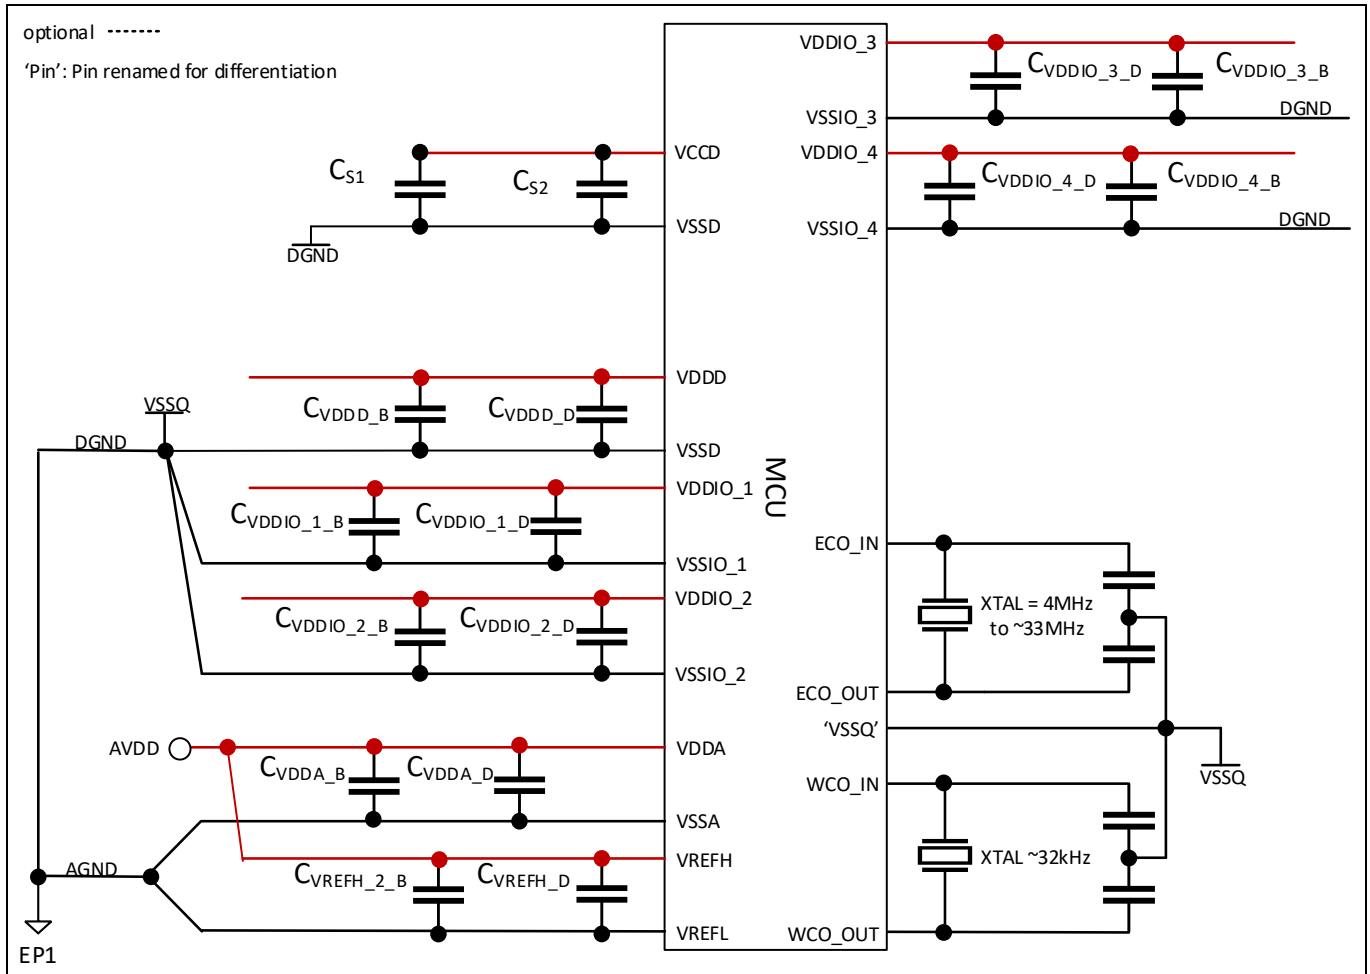 optional
‘Pin’: Pin renamed for differentiation
VDDIO_3
CVDDIO_3_D
CVDDIO_3_B
VSSIO_3
DGND
VCCD
VDDIO_4
CS1
CS2
CVDDIO_4_D
CVDDIO_4_B
VSSD
VSSIO_4
DGND
DGND
VDDD
VSSQ
CVDDD_B
CVDDD_D
DGND
VSSD
MCU
VDDIO_1
CVDDIO_1_B
CVDDIO_1_D
ECO_IN
VSSIO_1
VDDIO_2
XTAL = 4MHz
to ~33MHz
CVDDIO_2_B
CVDDIO_2_D
VSSIO_2
ECO_OUT
‘VSSQ’
AVDD
VDDA
CVDDA_B
CVDDA_D
WCO_IN
VSSQ
VSSA
VREFH
XTAL ~32kHz
AGND
CVREFH_2_B
CVREFH_D
VREFL
WCO_OUT
EP1